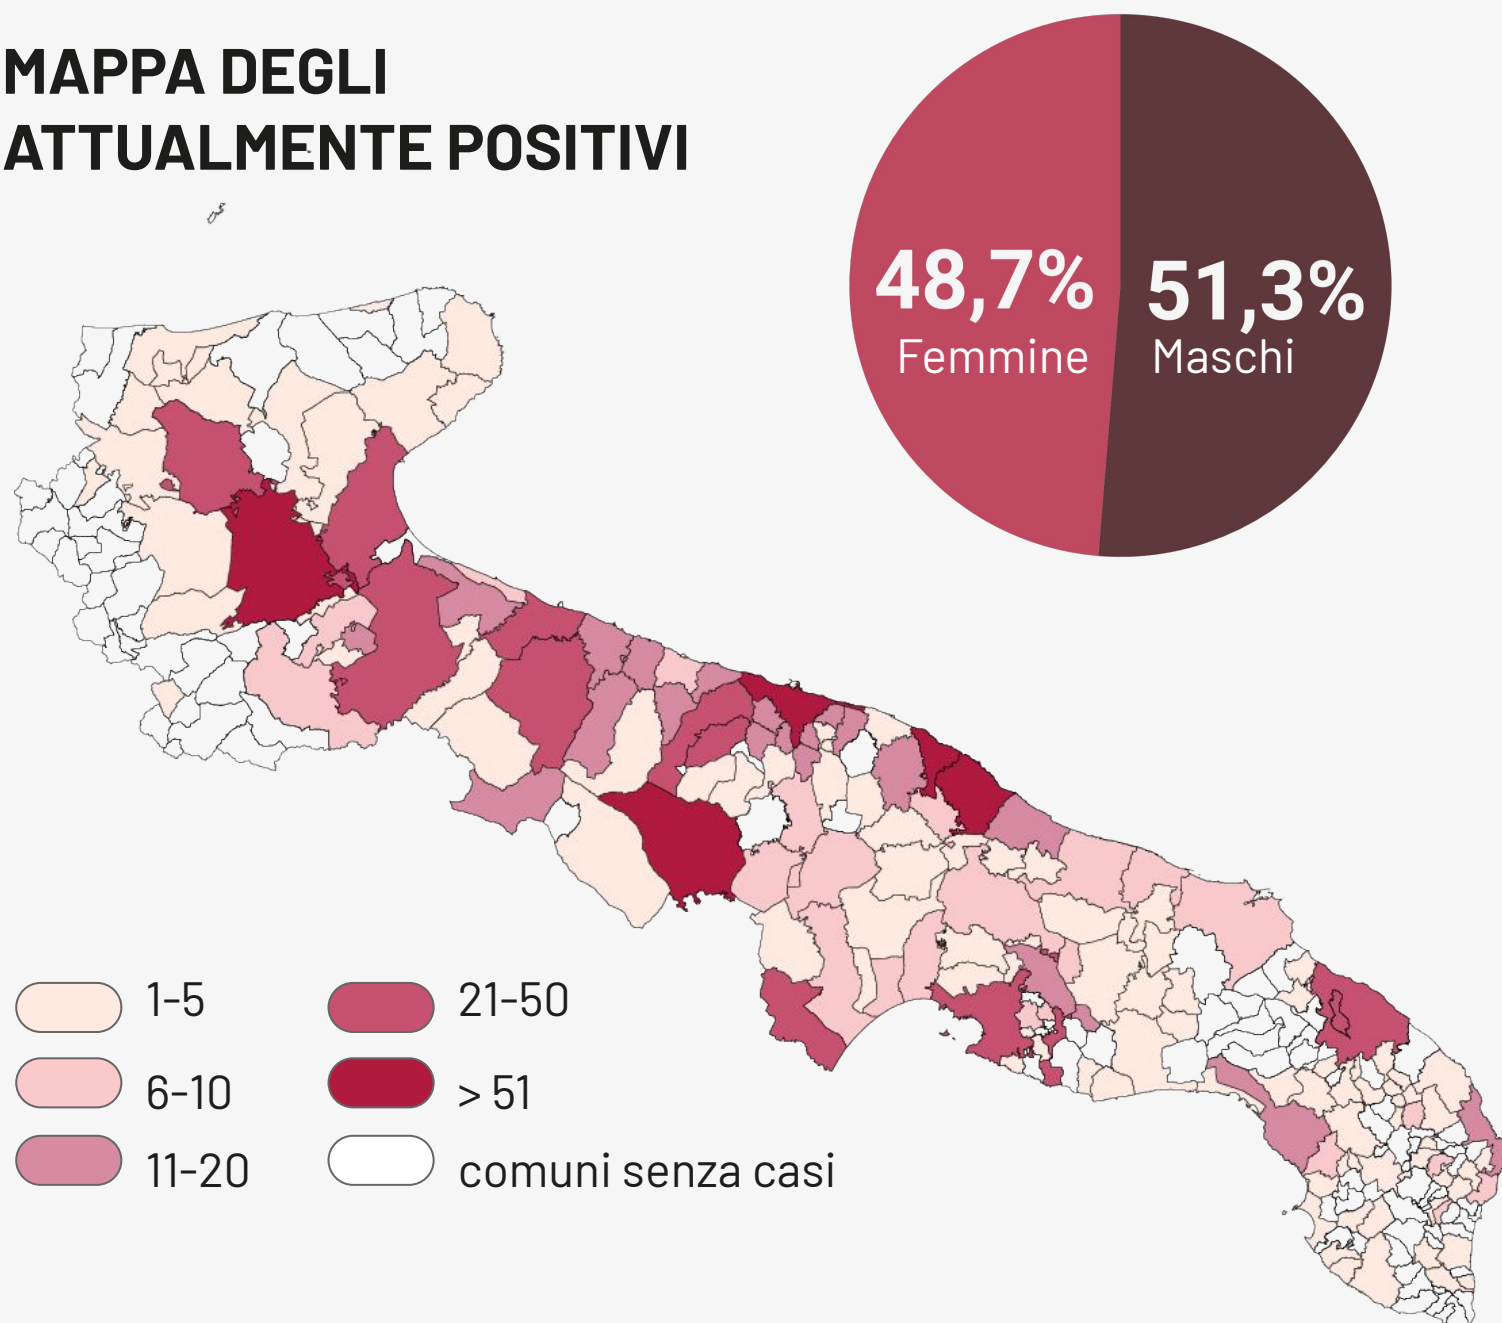 MAPPA DEGLI
ATTUALMENTE POSITIVI
48,7%
Femmine
51,3%
Maschi
1-5
6-10
11-20
21-50
> 51
comuni senza casi